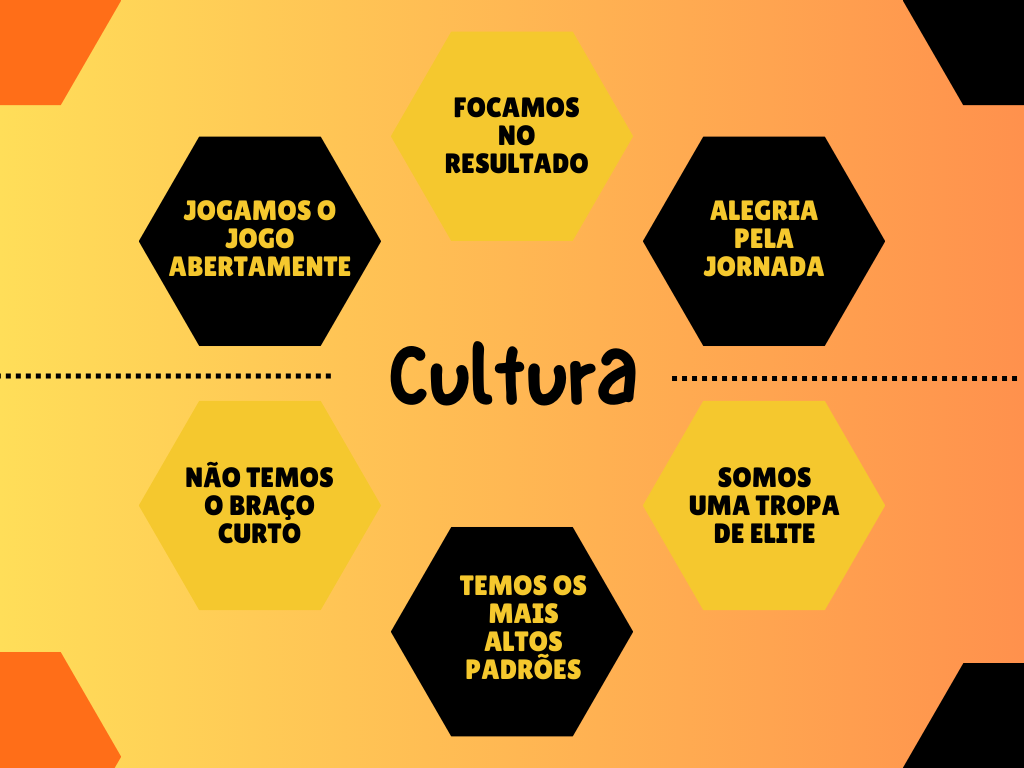 FOCAMOS
NO
RESULTADO
JOGAMOS O
JOGO
ABERTAMENTE
ALEGRIA
PELA
JORNADA
Cultura
NÃO TEMOS
O BRAÇO
CURTO
SOMOS
UMA TROPA
DE ELITE
TEMOS OS
MAIS
ALTOS
PADRÕES